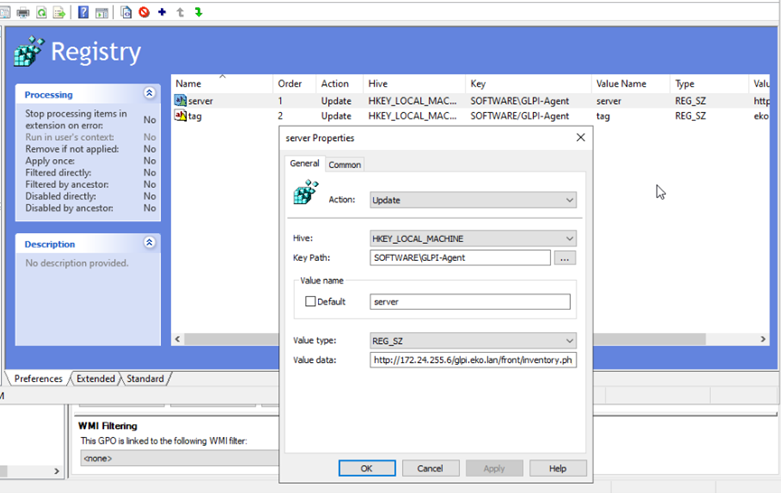 Registry
Processing
Stop processing items in
extension on error: No
Run in user's context: No
Remove if not applied: No
Apply once: No
Filtered directly: No
Filtered by ancestor: No
Disabled directly: No
Disabled by ancestor: No
Description
No description provided.
Name Order Action Hive Key Value Name Type Valu
server 1 Update HKEY_LOCAL_MAC... SOFTWARE\GLPI-Agent server REG_SZ http
tag 2 Update HKEY_LOCAL_MAC... SOFTWARE/GLPI-Agent tag REG_SZ eko
server Properties
General Common
Action: Update
Hive: HKEY_LOCAL_MACHINE
Key Path: SOFTWARE\GLPI-Agent ...
Value name
Default server
Value type: REG_SZ
Value data: http://172.24.255.6/glpi.eko.lan/front/inventory.ph
OK Cancel Apply Help
Preferences Extended Standard
WMI Filtering
This GPO is linked to the following WMI filter:
<none>